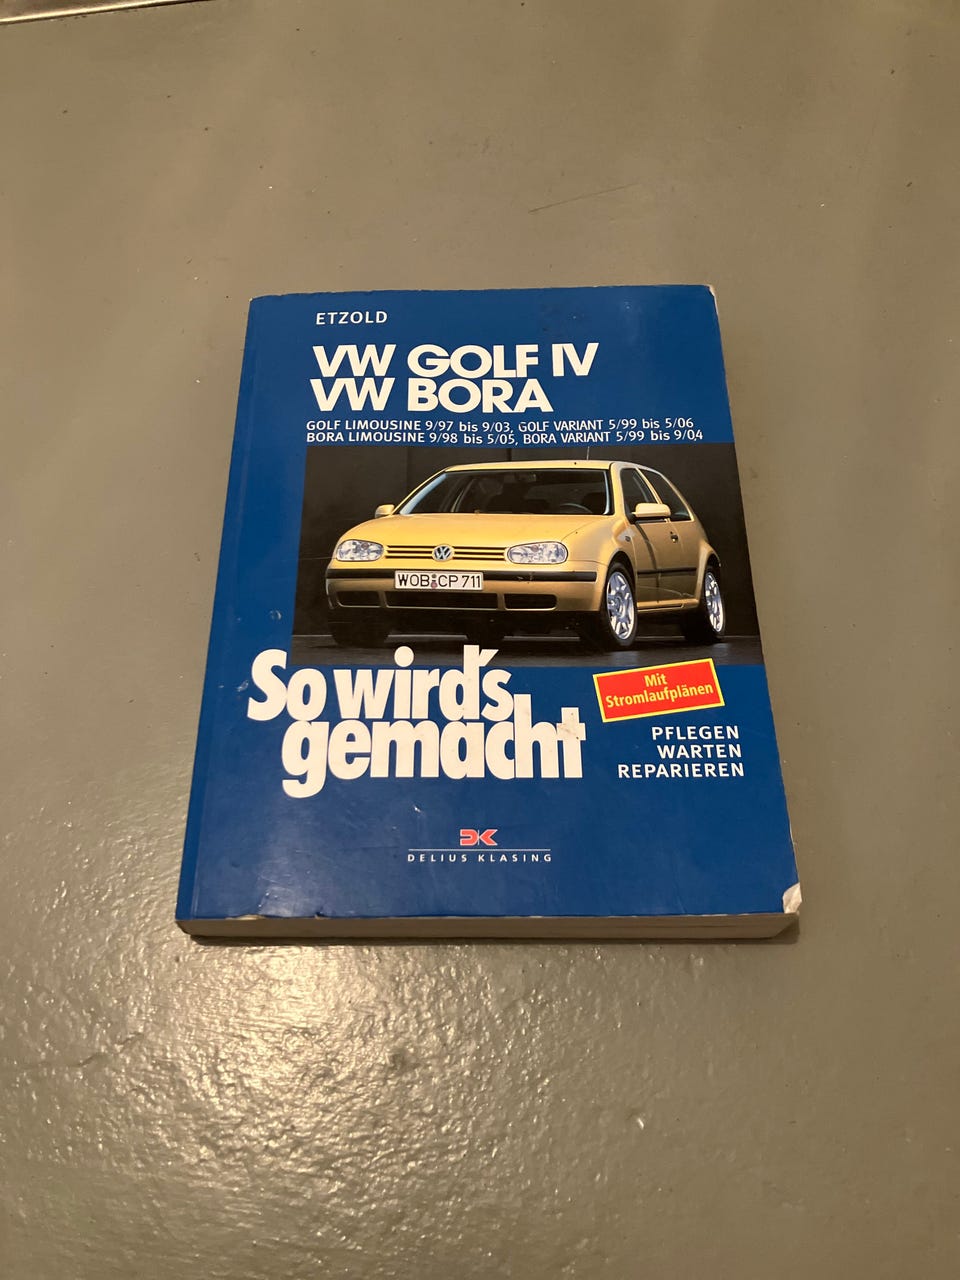 ETZOLD
VW GOLF IV
VW BORA
GOLF LIMOUSINE 9/97 bis 9/03, GOLF VARIANT 5/99 bis 5/06
BORA LIMOUSINE 9/98 bis 5/05, BORA VARIANT 5/99 bis 9/04
WOB CP 711
So wird's
gemacht
Mit
Stromlaufplänen
PFLEGEN
WARTEN
REPARIEREN
DK
DELIUS KLASING